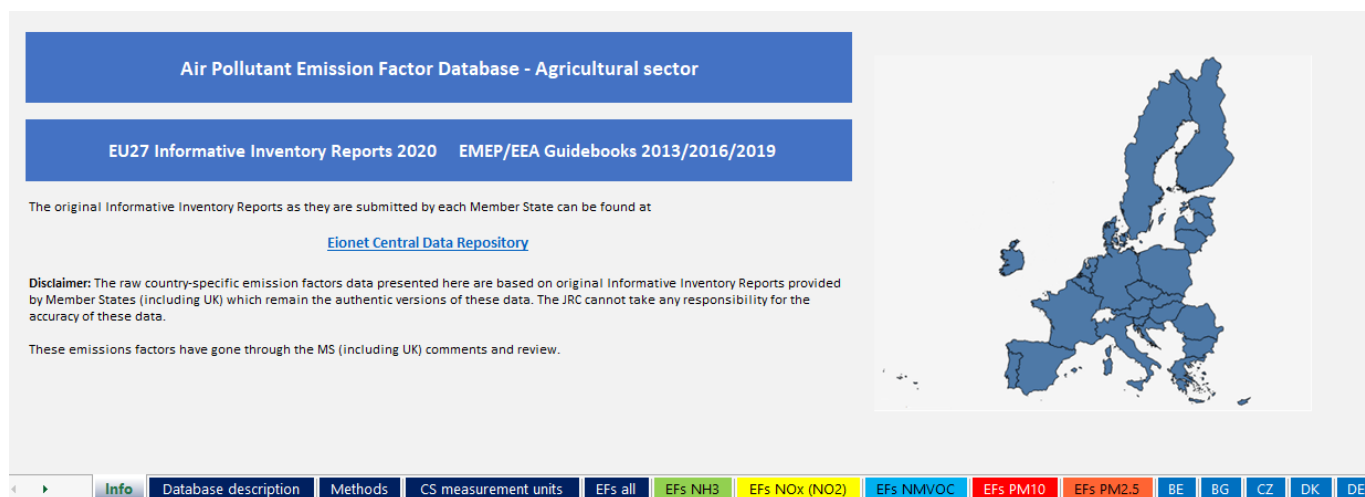 Air Pollutant Emission Factor Database - Agricultural sector
EU27 Informative Inventory Reports 2020 EMEP/EEA Guidebooks 2013/2016/2019
The original Informative Inventory Reports as they are submitted by each Member State can be found at
Eionet Central Data Repository
Disclaimer: The raw country-specific emission factors data presented here are based on original Informative Inventory Reports provided
by Member States (including UK) which remain the authentic versions of these data. The JRC cannot take any responsibility for the
accuracy of these data.
These emissions factors have gone through the MS (including UK) comments and review.
Info Database description Methods CS measurement units EFs all EFs NH3 EFs NOx (NO2) EFs NMVOC EFs PM10 EFs PM2.5 BE BG CZ DK DE